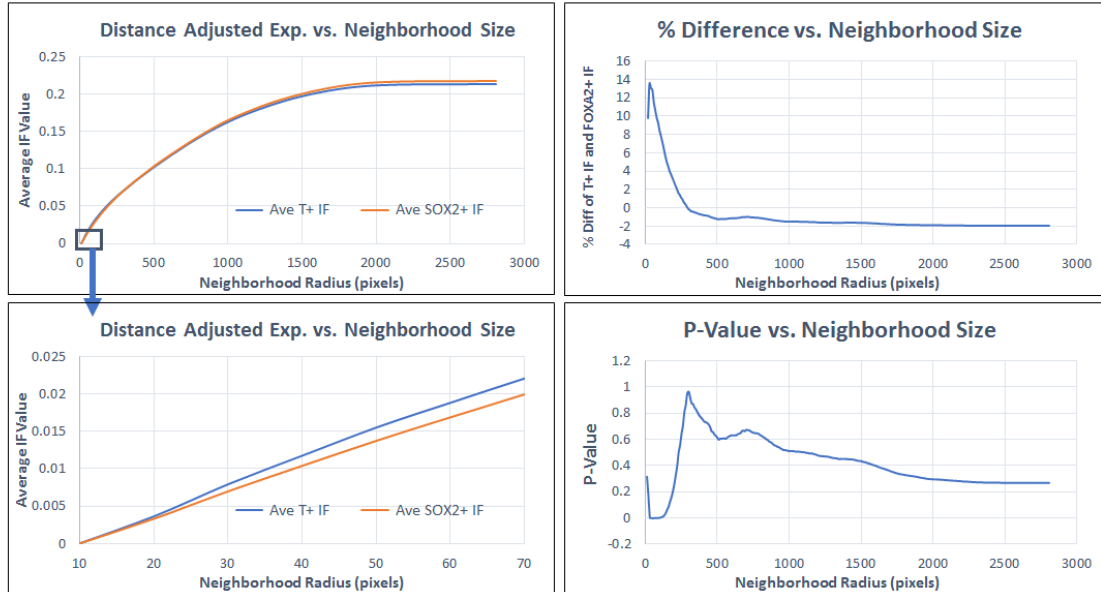 Distance Adjusted Exp. vs. Neighborhood Size
Average IF Value
0.25
0.2
0.15
0.1
0.05
0
Ave T+ IF
Ave SOX2+ IF
0 500 1000 1500 2000 2500 3000
Neighborhood Radius (pixels)
% Difference vs. Neighborhood Size
% Diff of T+ IF and FOXA2+ IF
16
14
12
10
8
6
4
2
0
-2
-4
0 500 1000 1500 2000 2500 3000
Neighborhood Radius (pixels)
Distance Adjusted Exp. vs. Neighborhood Size
Average IF Value
0.025
0.02
0.015
0.01
0.005
0
Ave T+ IF
Ave SOX2+ IF
10 20 30 40 50 60 70
Neighborhood Radius (pixels)
P-Value vs. Neighborhood Size
P-Value
1.2
1
0.8
0.6
0.4
0.2
0
-0.2
0 500 1000 1500 2000 2500 3000
Neighborhood Radius (pixels)